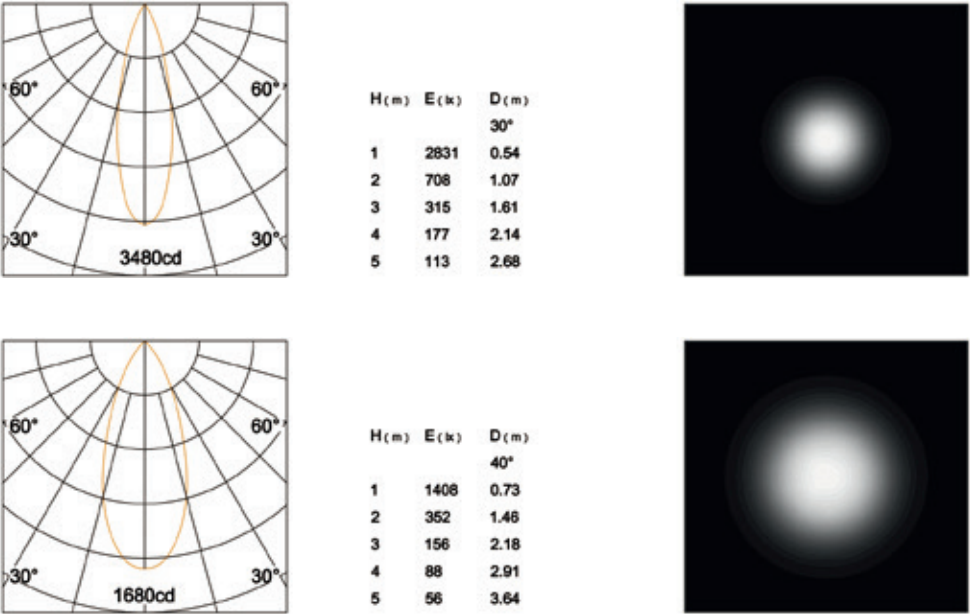 60° 60°
30° 30°
3480cd
H(m) E(lx) D(m)
30°
1 2831 0.54
2 708 1.07
3 315 1.61
4 177 2.14
5 113 2.68
60° 60°
30° 30°
1680cd
H(m) E(lx) D(m)
40°
1 1408 0.73
2 352 1.46
3 156 2.18
4 88 2.91
5 56 3.64